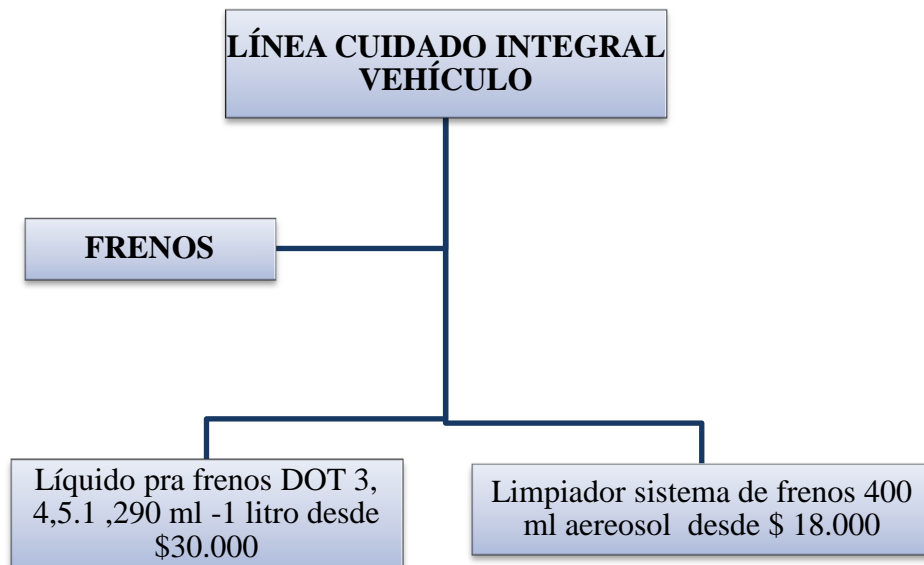 LÍNEA CUIDADO INTEGRAL
VEHÍCULO
FRENOS
Líquido pra frenos DOT 3,
4,5.1 ,290 ml -1 litro desde
$30.000
Limpiador sistema de frenos 400
ml aereosol  desde $ 18.000